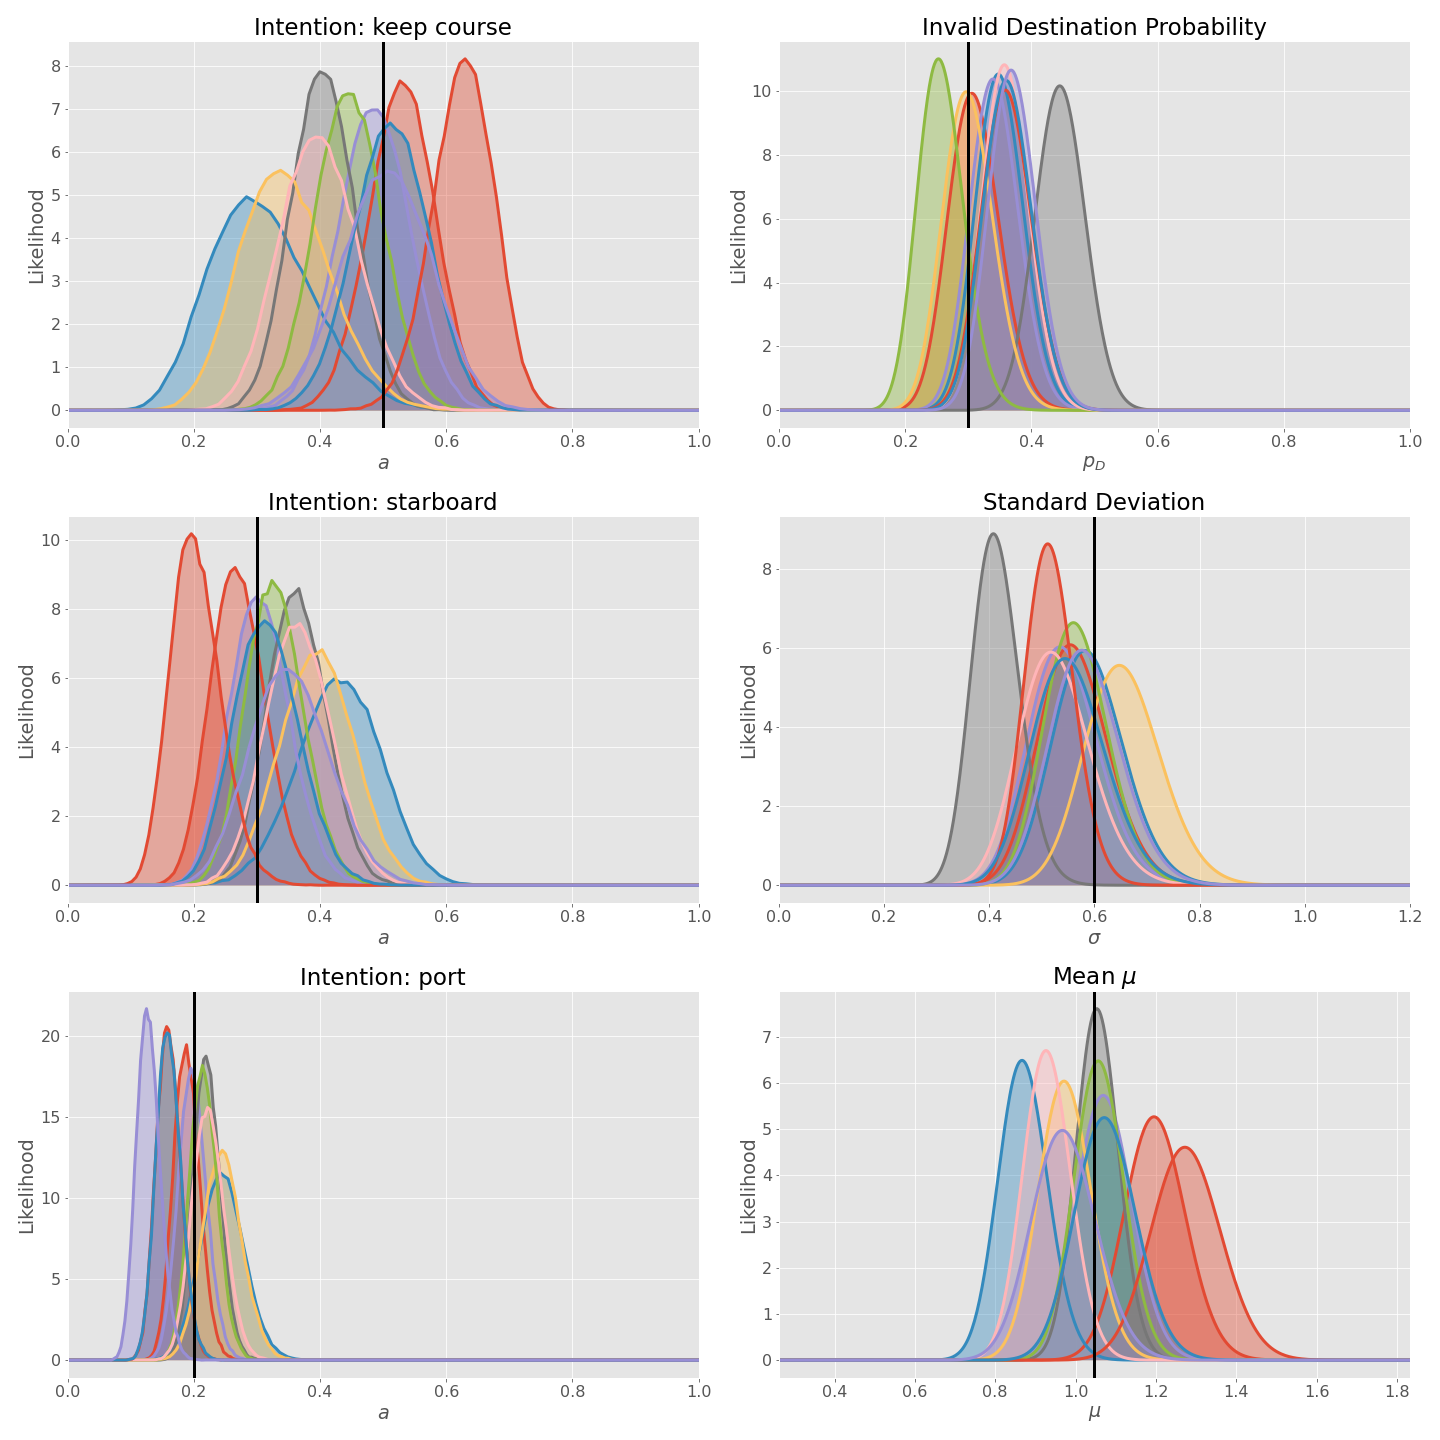 Intention: keep course
Likelihood
8
7
6
5
4
3
2
1
0
0.0 0.2 0.4 0.6 0.8 1.0
a
Invalid Destination Probability
Likelihood
10
8
6
4
2
0
0.0 0.2 0.4 0.6 0.8 1.0
p_D
Intention: starboard
Likelihood
10
8
6
4
2
0
0.0 0.2 0.4 0.6 0.8 1.0
a
Standard Deviation
Likelihood
8
6
4
2
0
0.0 0.2 0.4 0.6 0.8 1.0 1.2
σ
Intention: port
Likelihood
20
15
10
5
0
0.0 0.2 0.4 0.6 0.8 1.0
a
Mean μ
Likelihood
7
6
5
4
3
2
1
0
0.4 0.6 0.8 1.0 1.2 1.4 1.6 1.8
μ